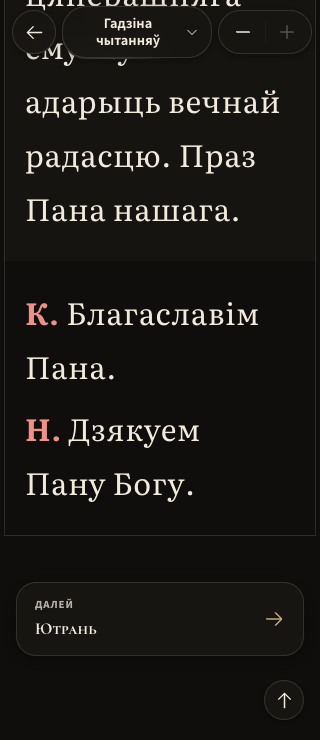 Гадзіна
чытанняў
адарыць вечнай
радасцю. Праз
Пана нашага.
К. Благаславім
Пана.
Н. Дзякуем
Пану Богу.
ДАЛЕЙ
Ютрань